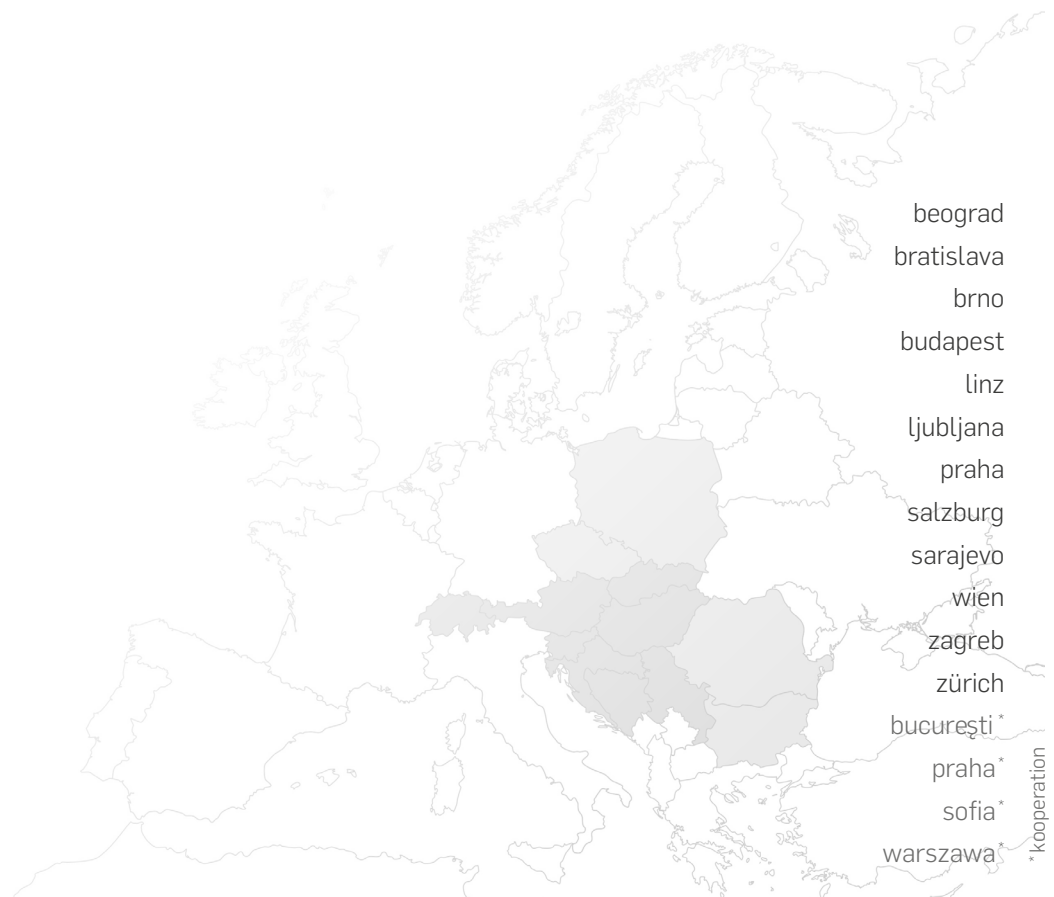 beograd
bratislava
brno
budapest
linz
ljubljana
praha
salzburg
sarajevo
wien
zagreb
zürich
bucureşti*
praha*
sofia*
warszawa*
* kooperation